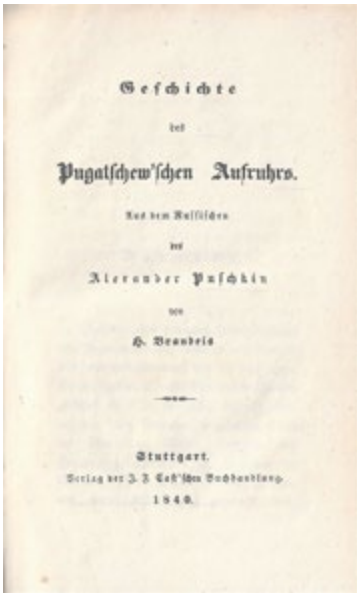 Geschichte
des
Pugatschew'schen Aufruhrs.
Aus dem Russischen
des
Alexander Puschkin
von
H. Brandeis
Stuttgart.
Verlag der J. F. Cast'schen Buchhandlung.
1840.